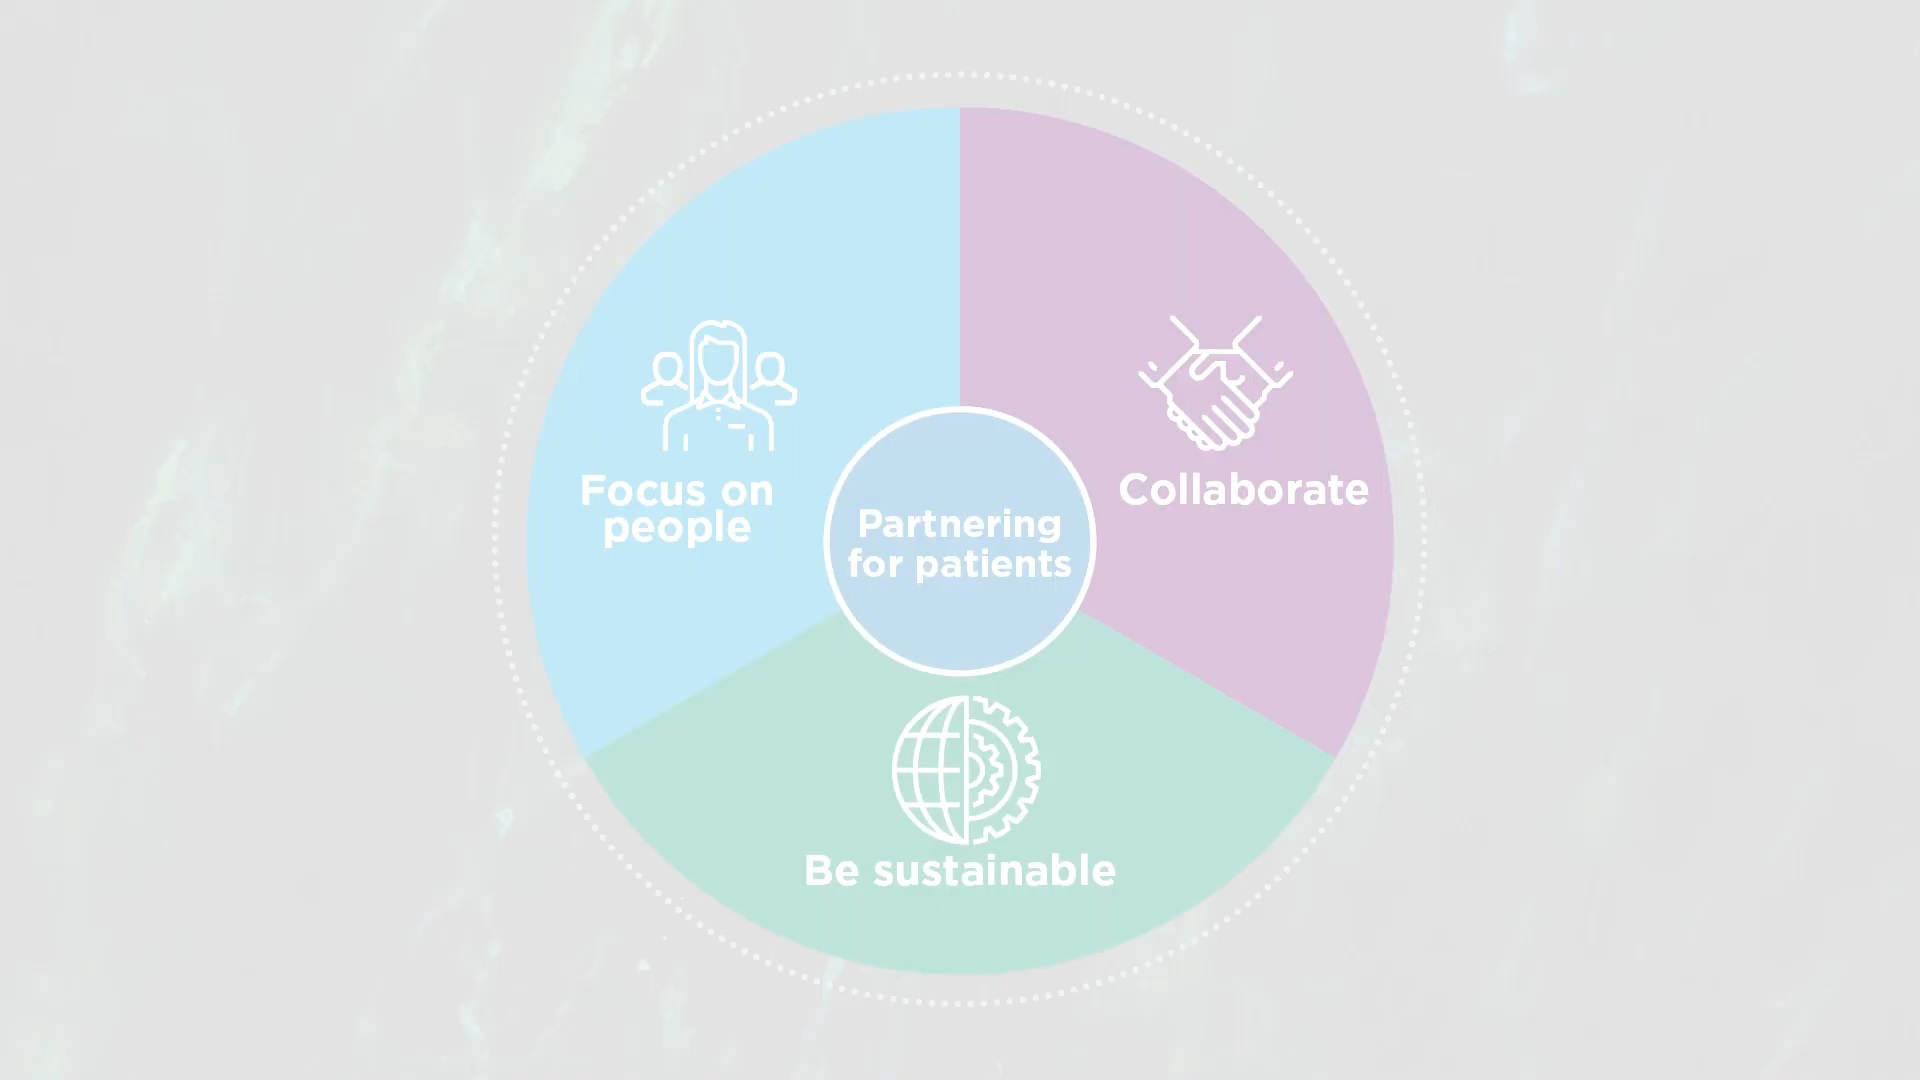 Focus on
people
Collaborate
Partnering
for patients
Be sustainable